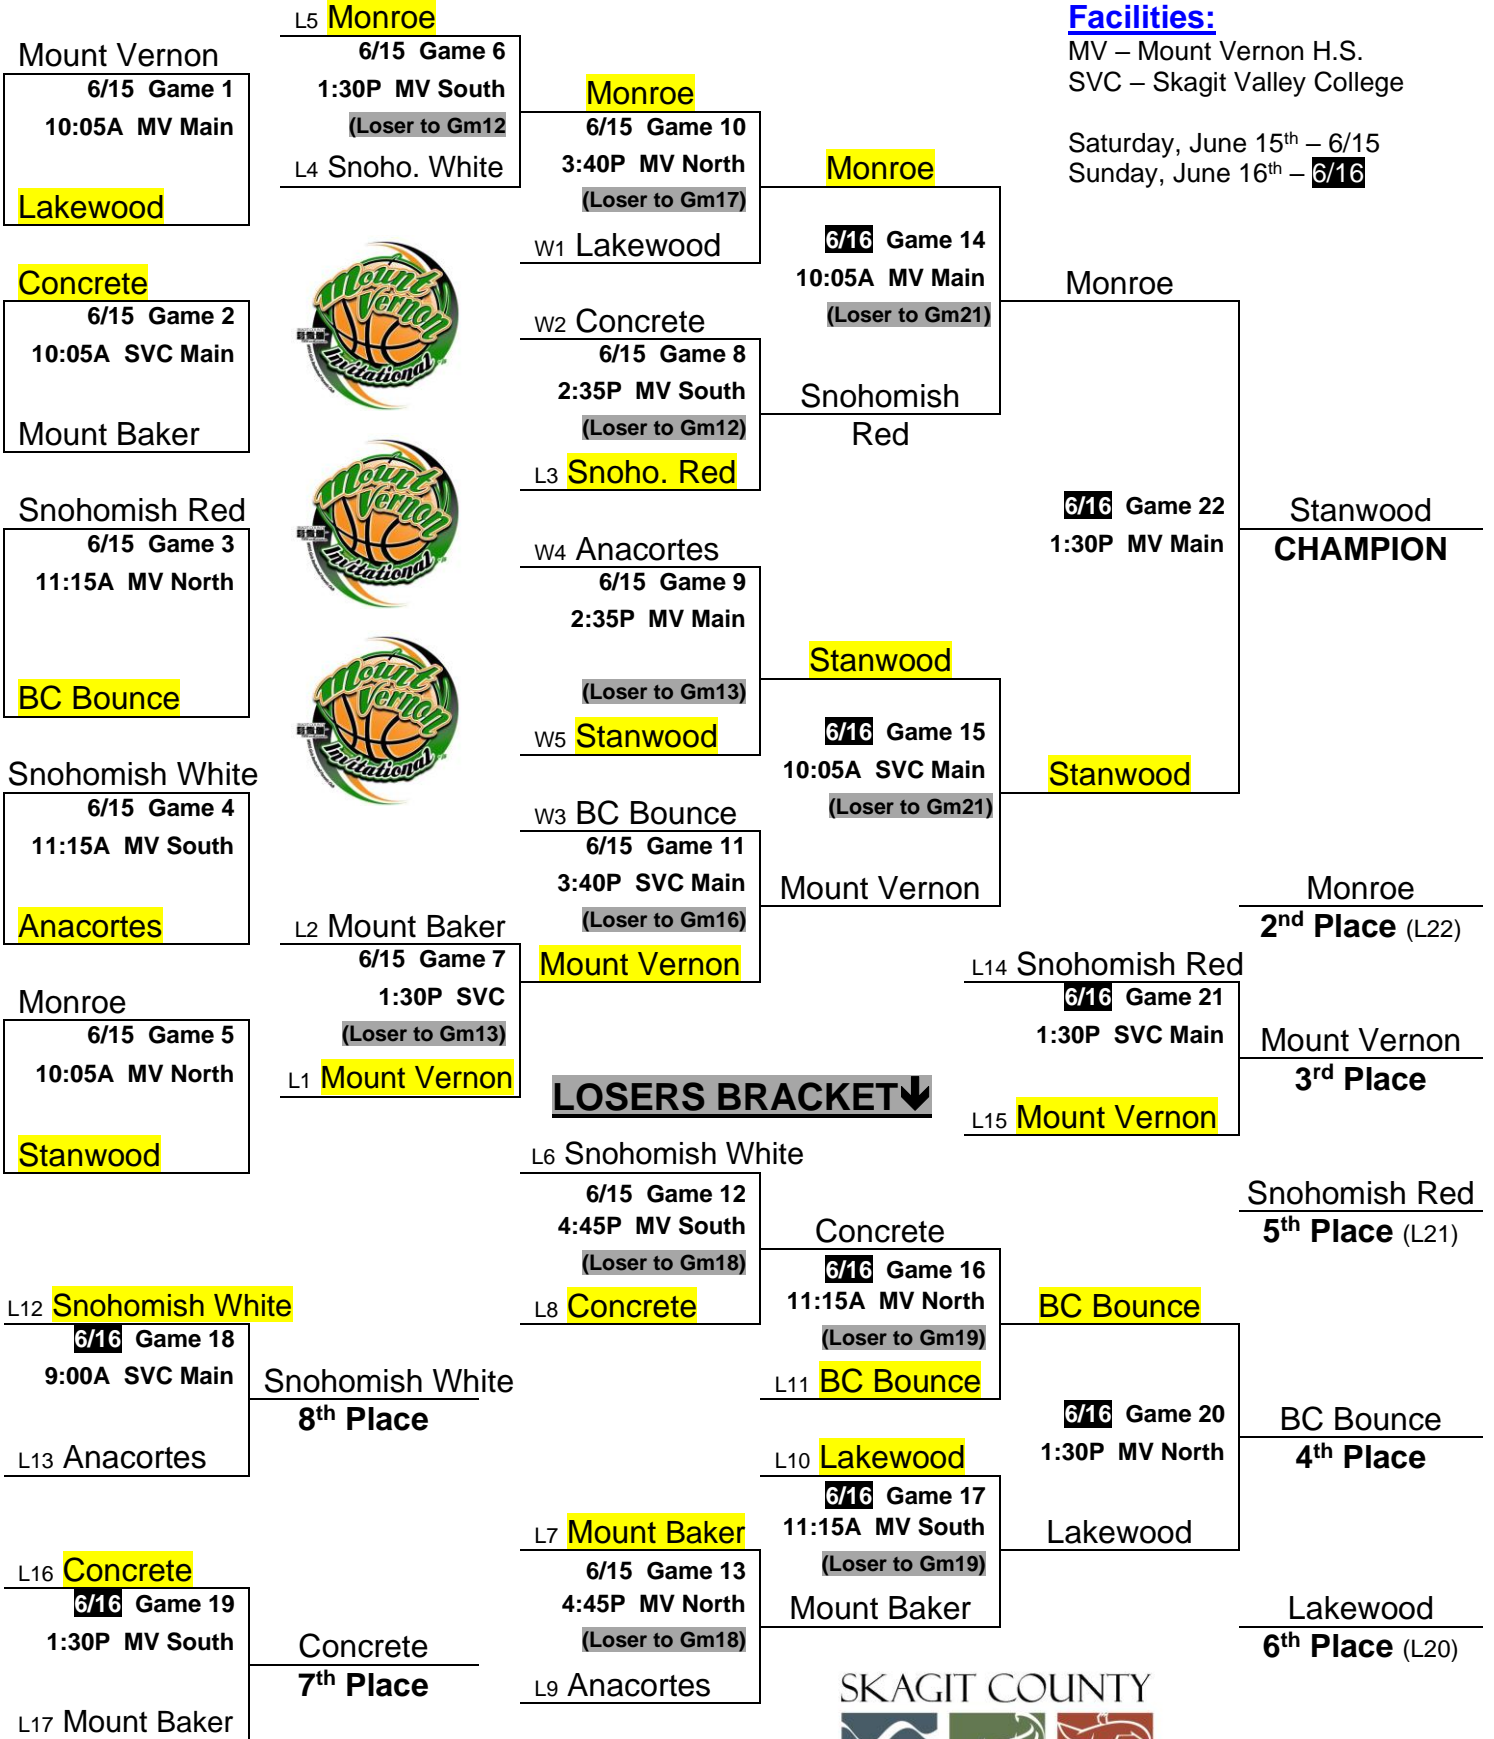 Facilities:
MV – Mount Vernon H.S.
SVC – Skagit Valley College
Saturday, June 15th – 6/15
Sunday, June 16th – 6/16
Mount Vernon
6/15 Game 1
10:05A MV Main
Lakewood
Concrete
6/15 Game 2
10:05A SVC Main
Mount Baker
Snohomish Red
6/15 Game 3
11:15A MV North
BC Bounce
Snohomish White
6/15 Game 4
11:15A MV South
Anacortes
Monroe
6/15 Game 5
10:05A MV North
Stanwood
L5 Monroe
6/15 Game 6
1:30P MV South
(Loser to Gm12
L4 Snoho. White
Mount
Vernon
Invitational
Mount
Vernon
Invitational
Mount
Vernon
Invitational
L2 Mount Baker
6/15 Game 7
1:30P SVC
(Loser to Gm13)
L1 Mount Vernon
Monroe
6/15 Game 10
3:40P MV North
(Loser to Gm17)
W1 Lakewood
W2 Concrete
6/15 Game 8
2:35P MV South
(Loser to Gm12)
L3 Snoho. Red
W4 Anacortes
6/15 Game 9
2:35P MV Main
(Loser to Gm13)
W5 Stanwood
W3 BC Bounce
6/15 Game 11
3:40P SVC Main
(Loser to Gm16)
Mount Vernon
Monroe
6/16 Game 14
10:05A MV Main
(Loser to Gm21)
Snohomish
Red
Stanwood
6/16 Game 15
10:05A SVC Main
(Loser to Gm21)
Mount Vernon
Monroe
6/16 Game 22
1:30P MV Main
Stanwood
Stanwood
CHAMPION
Monroe
2nd Place (L22)
L14 Snohomish Red
6/16 Game 21
1:30P SVC Main
L15 Mount Vernon
Mount Vernon
3rd Place
Snohomish Red
5th Place (L21)
LOSERS BRACKET
L6 Snohomish White
6/15 Game 12
4:45P MV South
(Loser to Gm18)
L8 Concrete
L7 Mount Baker
6/15 Game 13
4:45P MV North
(Loser to Gm18)
L9 Anacortes
Concrete
6/16 Game 16
11:15A MV North
(Loser to Gm19)
L11 BC Bounce
L10 Lakewood
6/16 Game 17
11:15A MV South
(Loser to Gm19)
Mount Baker
BC Bounce
6/16 Game 20
1:30P MV North
Lakewood
BC Bounce
4th Place
Lakewood
6th Place (L20)
L12 Snohomish White
6/16 Game 18
9:00A SVC Main
L13 Anacortes
Snohomish White
8th Place
L16 Concrete
6/16 Game 19
1:30P MV South
L17 Mount Baker
Concrete
7th Place
SKAGIT COUNTY